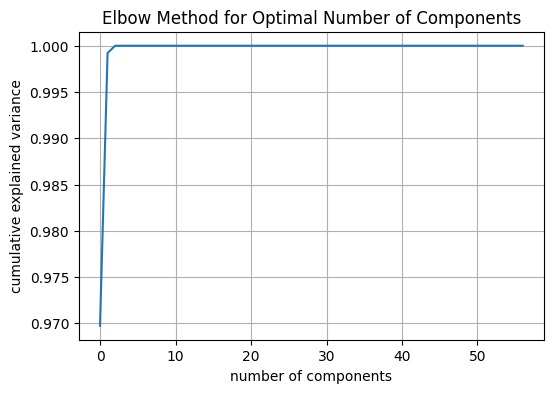 Elbow Method for Optimal Number of Components
1.000
0.995
0.990
0.985
0.980
0.975
0.970
cumulative explained variance
0 10 20 30 40 50
number of components